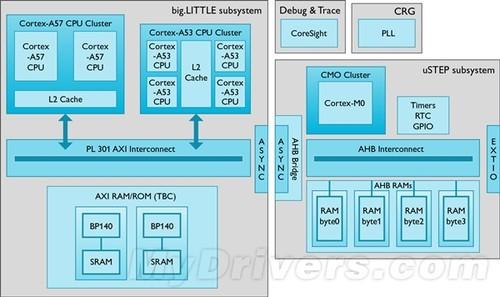 big.LITTLE subsystem
Cortex-A57 CPU Cluster
Cortex
-A57
CPU
Cortex
-A57
CPU
L2 Cache
Cortex-A53 CPU Cluster
Cortex
-A53
CPU
Cortex
-A53
CPU
L2
Cache
Cortex
-A53
CPU
Cortex
-A53
CPU
PL 301 AXI Interconnect
AXI RAM/ROM (TBC)
BP140
SRAM
BP140
SRAM
ASYNC
ASYNC
AHB Bridge
Debug & Trace
CoreSight
CRG
PLL
uSTEP subsystem
CMO Cluster
Cortex-M0
Timers
RTC
GPIO
AHB Interconnect
AHB RAMs
RAM
byte0
RAM
byte1
RAM
byte2
RAM
byte3
EXTIO
MyDrivers.com